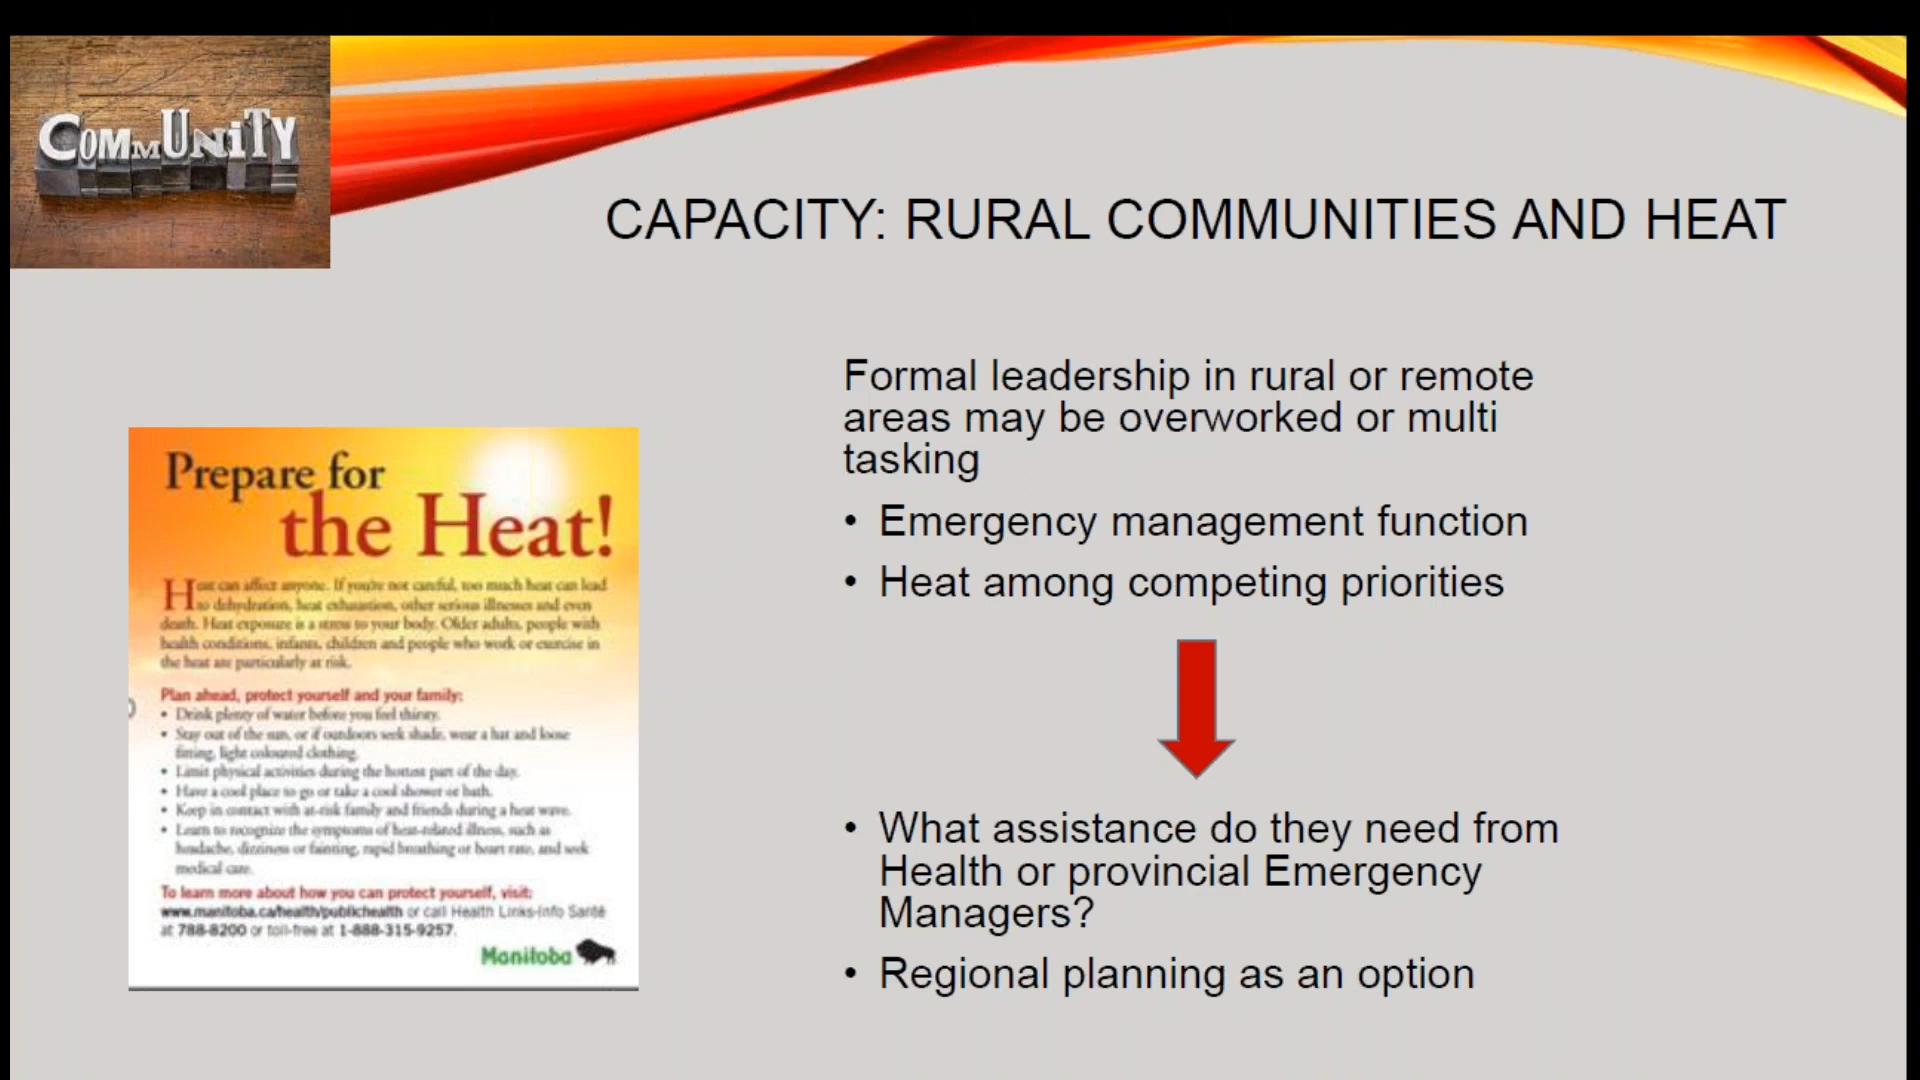 COMMUNiTY
CAPACITY: RURAL COMMUNITIES AND HEAT
Formal leadership in rural or remote
areas may be overworked or multi
tasking
• Emergency management function
• Heat among competing priorities
• What assistance do they need from
Health or provincial Emergency
Managers?
• Regional planning as an option
Prepare for
the Heat!
Heat can affect anyone. If you're not careful, too much heat can lead
to dehydration, heat exhaustion, other serious illnesses and even
death. Heat exposure is a stress to your body. Older adults, people with
health conditions, infants, children and people who work or exercise in
the heat are particularly at risk.
Plan ahead, protect yourself and your family:
• Drink plenty of water before you feel thirsty.
• Stay out of the sun, or if outdoors seek shade, wear a hat and loose
fitting, light coloured clothing.
• Limit physical activities during the hottest part of the day.
• Have a cool place to go or take a cool shower or bath.
• Keep in contact with at-risk family and friends during a heat wave.
• Learn to recognize the symptoms of heat-related illness, such as
headache, dizziness or fainting, rapid breathing or heart rate, and seek
medical care.
To learn more about how you can protect yourself, visit:
www.manitoba.ca/health/publichealth or call Health Links-Info Santé
at 788-8200 or toll-free at 1-888-315-9257.
Manitoba